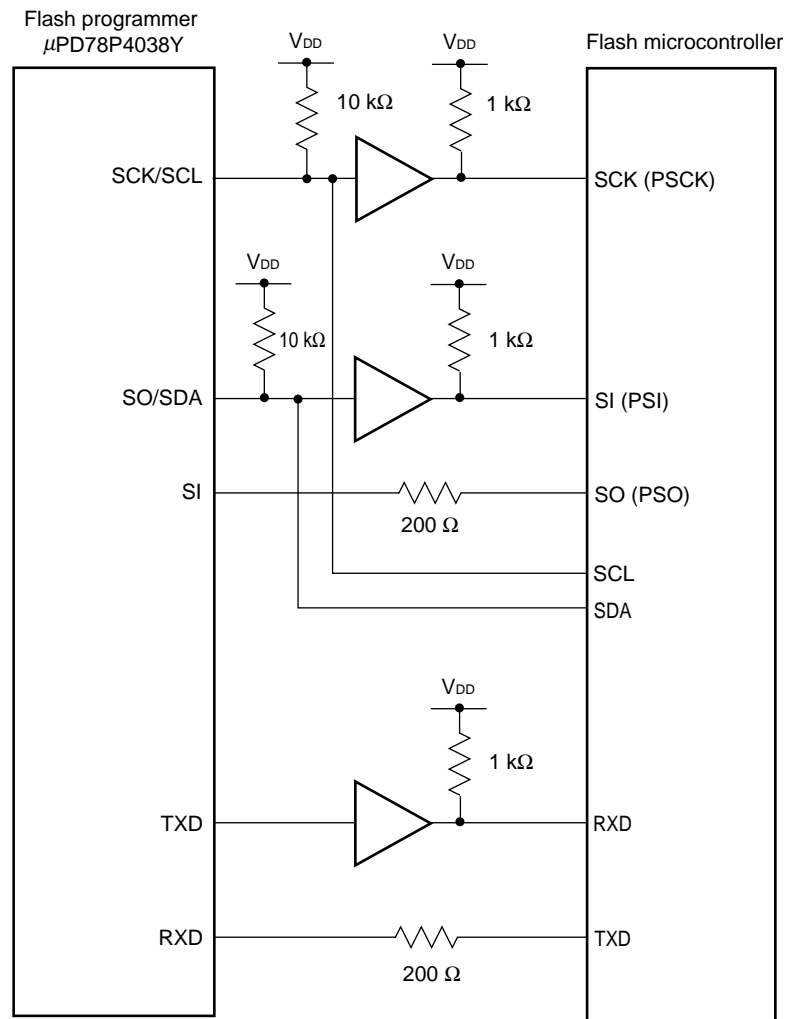 Flash programmer
μPD78P4038Y
Flash microcontroller
VDD
VDD
10 kΩ
1 kΩ
SCK/SCL
SCK (PSCK)
VDD
VDD
10 kΩ
1 kΩ
SO/SDA
SI (PSI)
SI
SO (PSO)
200 Ω
SCL
SDA
VDD
1 kΩ
TXD
RXD
RXD
TXD
200 Ω